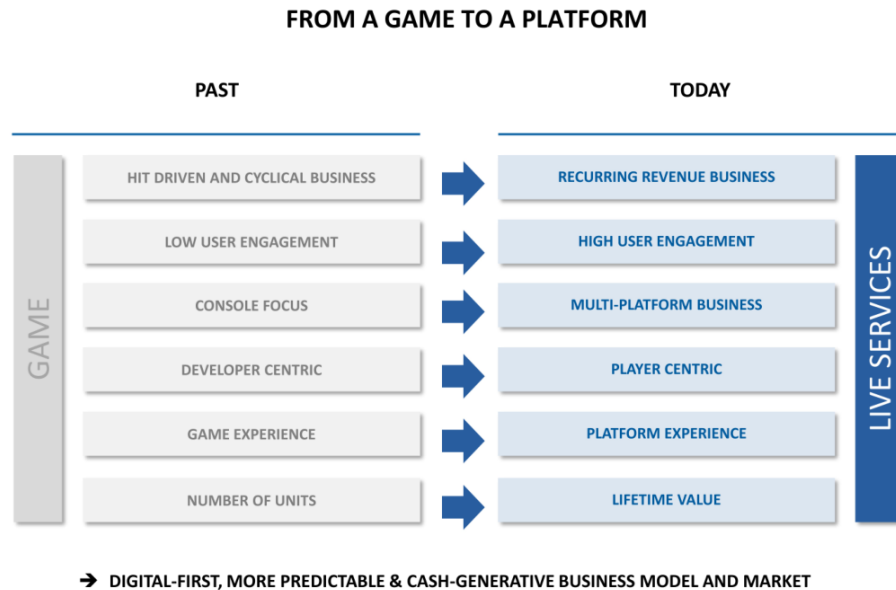 FROM A GAME TO A PLATFORM
PAST
TODAY
GAME
HIT DRIVEN AND CYCLICAL BUSINESS
RECURRING REVENUE BUSINESS
LOW USER ENGAGEMENT
HIGH USER ENGAGEMENT
CONSOLE FOCUS
MULTI-PLATFORM BUSINESS
DEVELOPER CENTRIC
PLAYER CENTRIC
GAME EXPERIENCE
PLATFORM EXPERIENCE
NUMBER OF UNITS
LIFETIME VALUE
LIVE SERVICES
➔ DIGITAL-FIRST, MORE PREDICTABLE & CASH-GENERATIVE BUSINESS MODEL AND MARKET